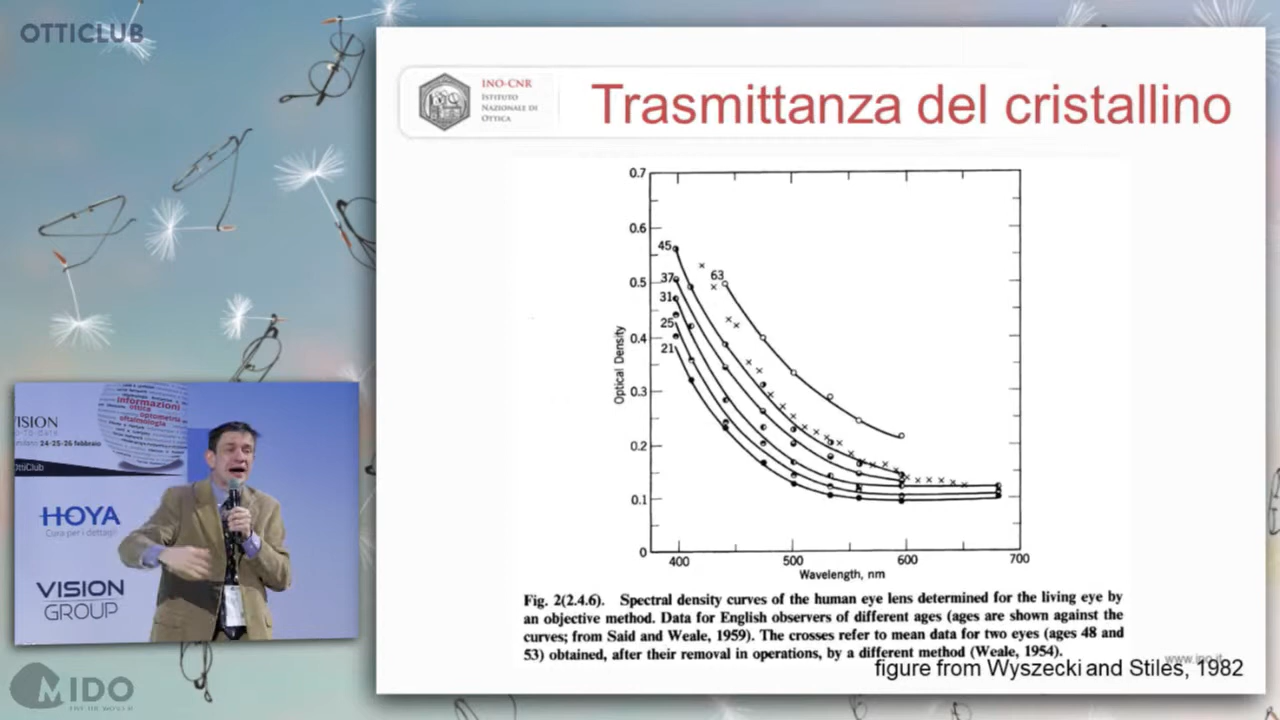 OTTICLUB
INO-CNR
ISTITUTO
NAZIONALE DI
OTTICA
Trasmittanza del cristallino
0.7
0.6
0.5
0.4
0.3
0.2
0.1
0
45
37
31
25
21
63
Optical Density
400
500
600
700
Wavelength, nm
Fig. 2(2.4.6). Spectral density curves of the human eye lens determined for the living eye by
an objective method. Data for English observers of different ages (ages are shown against the
curves; from Said and Weale, 1959). The crosses refer to mean data for two eyes (ages 48 and
53) obtained, after their removal in operations, by a different method (Weale, 1954).
www.ino.it
figure from Wyszecki and Stiles, 1982
informazioni
ottica
optometria
oftalmologia
24-25-26 febbraio
OttiClub
HOYA
Cura per i dettagli
VISION
GROUP
MIDO